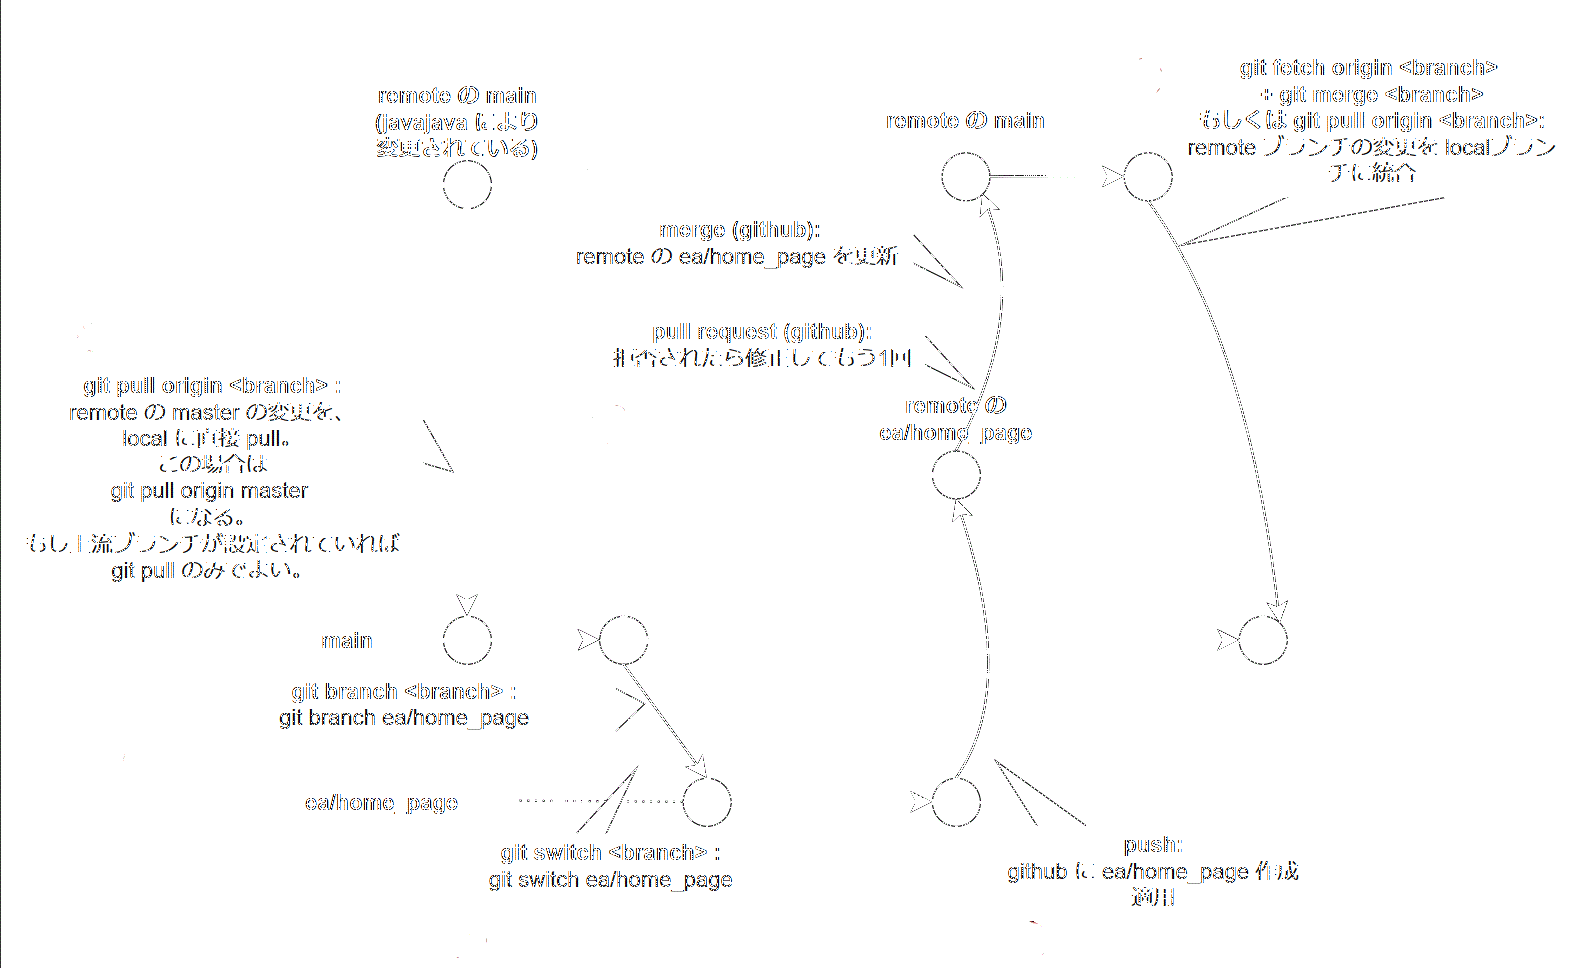 remote の main
(javajava により
変更されている)
remote の main
git fetch origin <branch>
+ git merge <branch>
もしくは git pull origin <branch>:
remote ブランチの変更を localブラン
チに統合
merge (github):
remote の ea/home_page を更新
pull request (github):
拒否されたら修正してもう1回
remote の
ea/home_page
git pull origin <branch> :
remote の master の変更を、
local に直接 pull。
この場合は
git pull origin master
になる。
もし上流ブランチが設定されていれば
git pull のみでよい。
main
git branch <branch> :
git branch ea/home_page
ea/home_page
git switch <branch> :
git switch ea/home_page
push:
github に ea/home_page 作成
適用